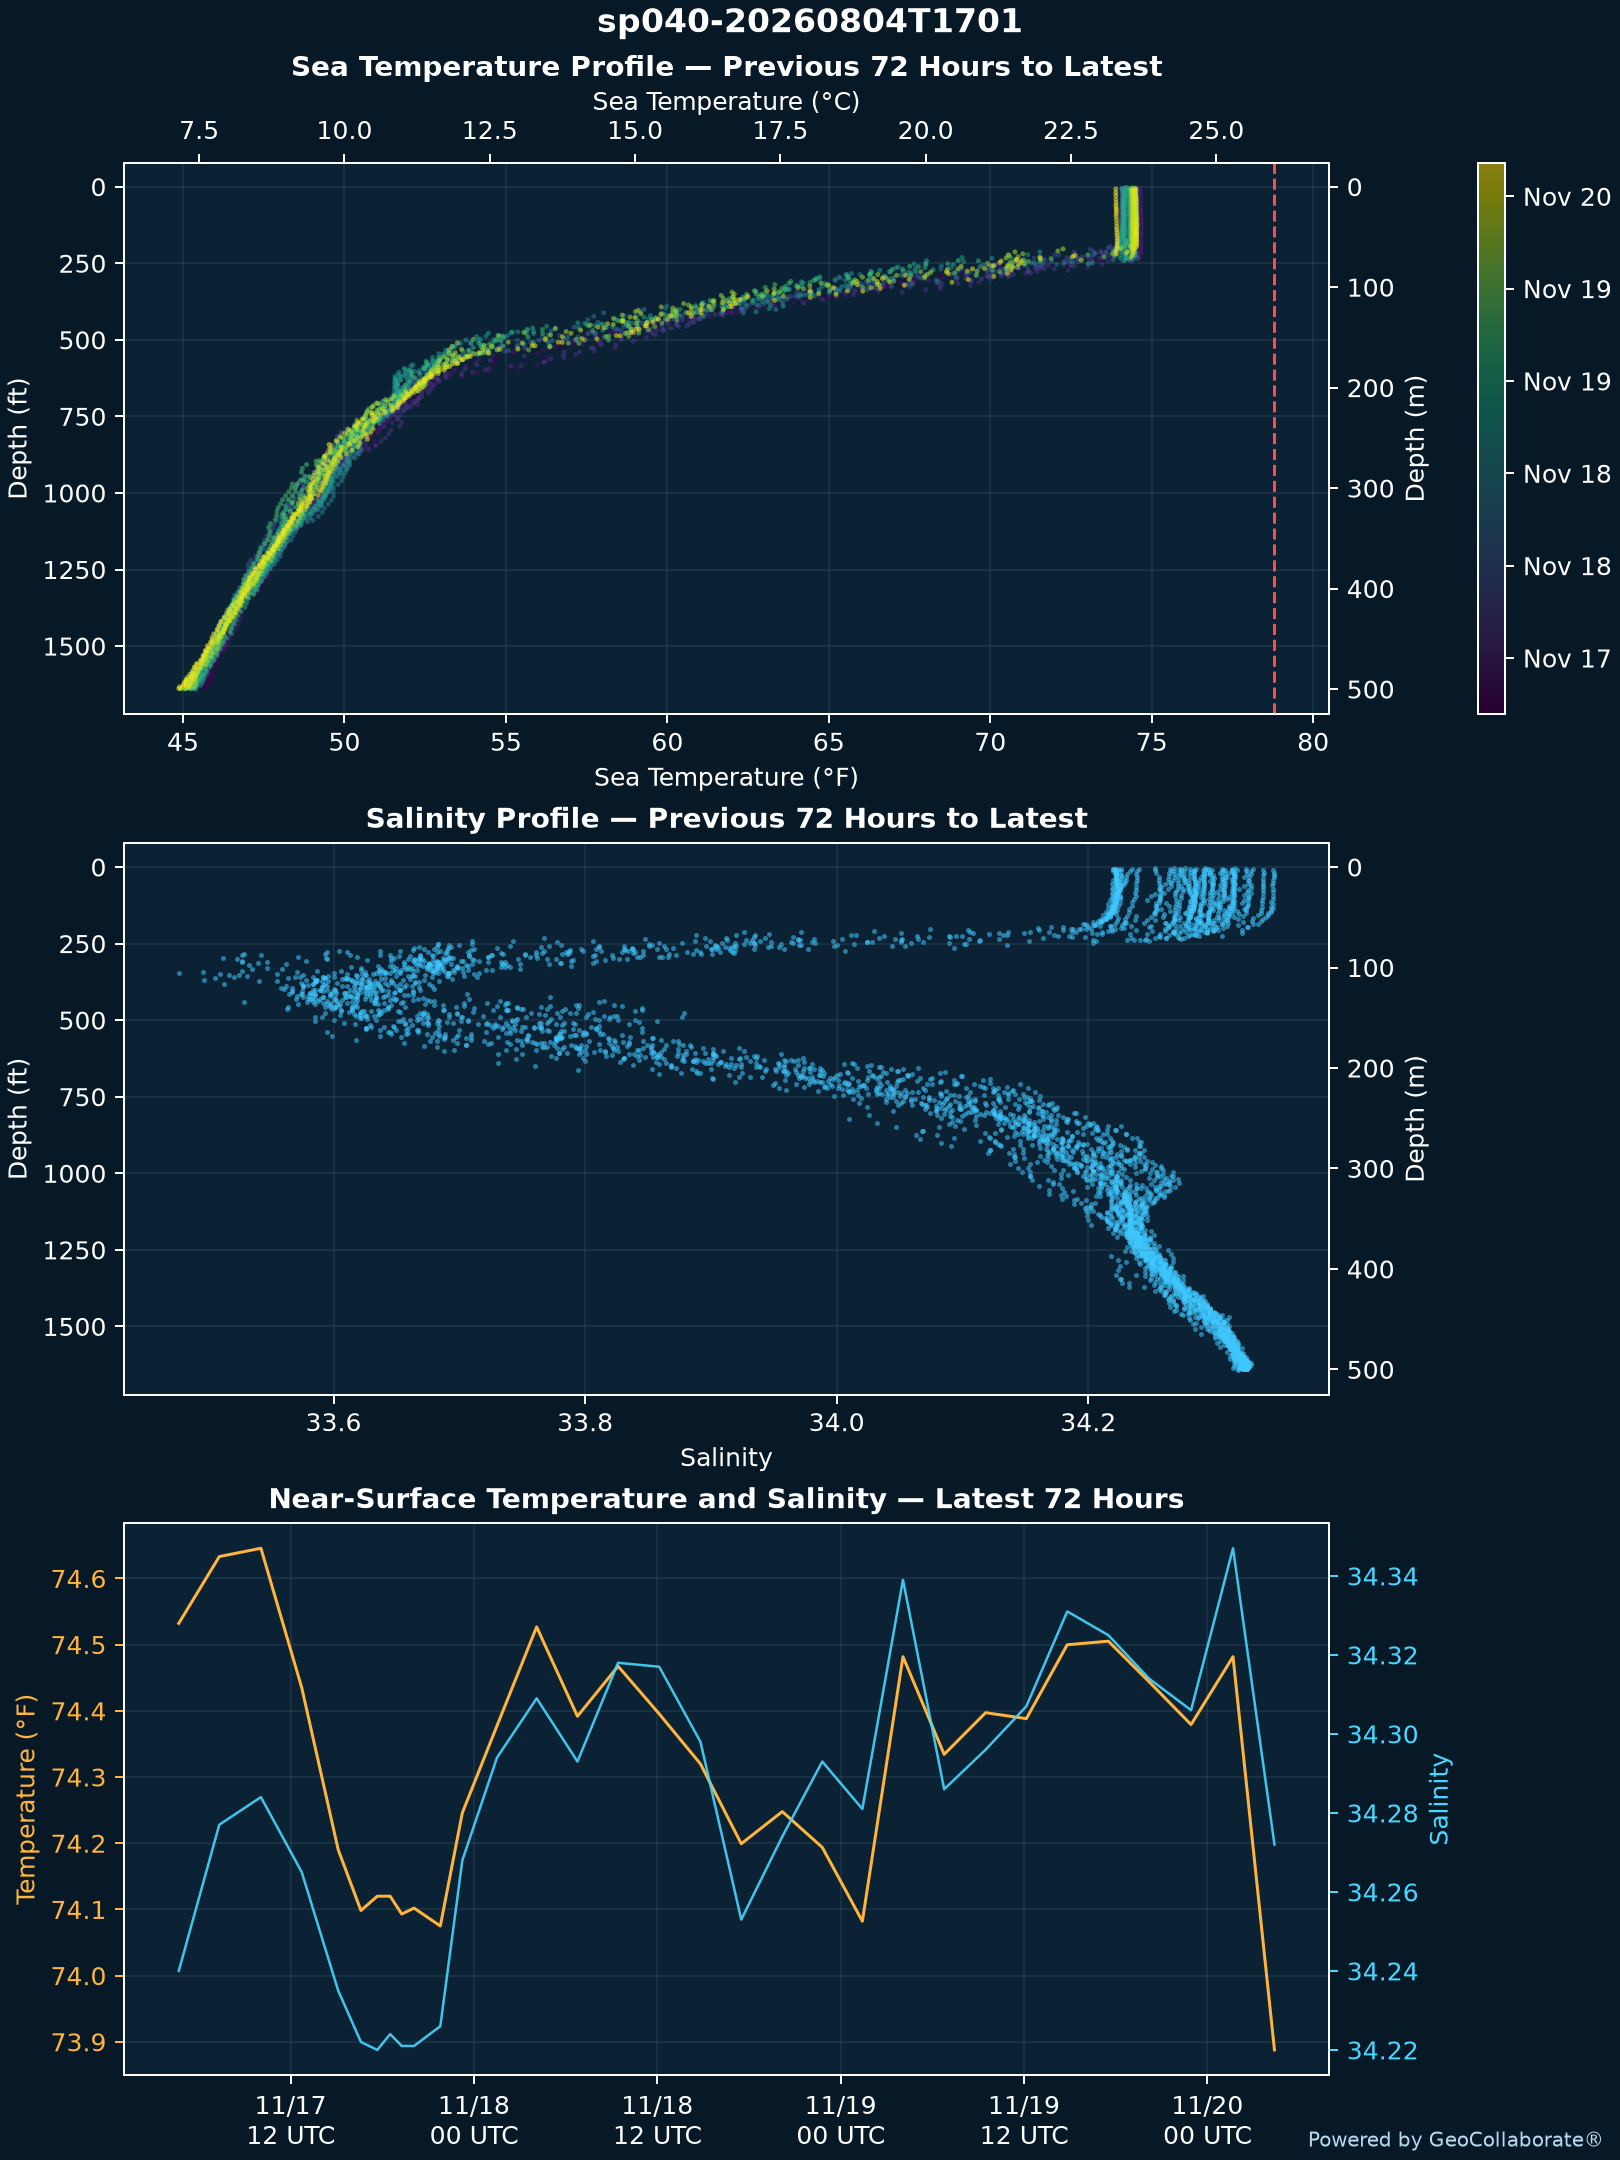 sp040-20260804T1701
Sea Temperature Profile — Previous 72 Hours to Latest
Sea Temperature (°C)
7.5 10.0 12.5 15.0 17.5 20.0 22.5 25.0
Depth (ft)
0
250
500
750
1000
1250
1500
0
100
200
300
400
500
Depth (m)
Nov 20
Nov 19
Nov 19
Nov 18
Nov 18
Nov 17
45 50 55 60 65 70 75 80
Sea Temperature (°F)
Salinity Profile — Previous 72 Hours to Latest
Depth (ft)
0
250
500
750
1000
1250
1500
0
100
200
300
400
500
Depth (m)
33.6 33.8 34.0 34.2
Salinity
Near-Surface Temperature and Salinity — Latest 72 Hours
Temperature (°F)
74.6
74.5
74.4
74.3
74.2
74.1
74.0
73.9
34.34
34.32
34.30
34.28
34.26
34.24
34.22
Salinity
11/17 11/18 11/18 11/19 11/19 11/20
12 UTC 00 UTC 12 UTC 00 UTC 12 UTC 00 UTC
Powered by GeoCollaborate®